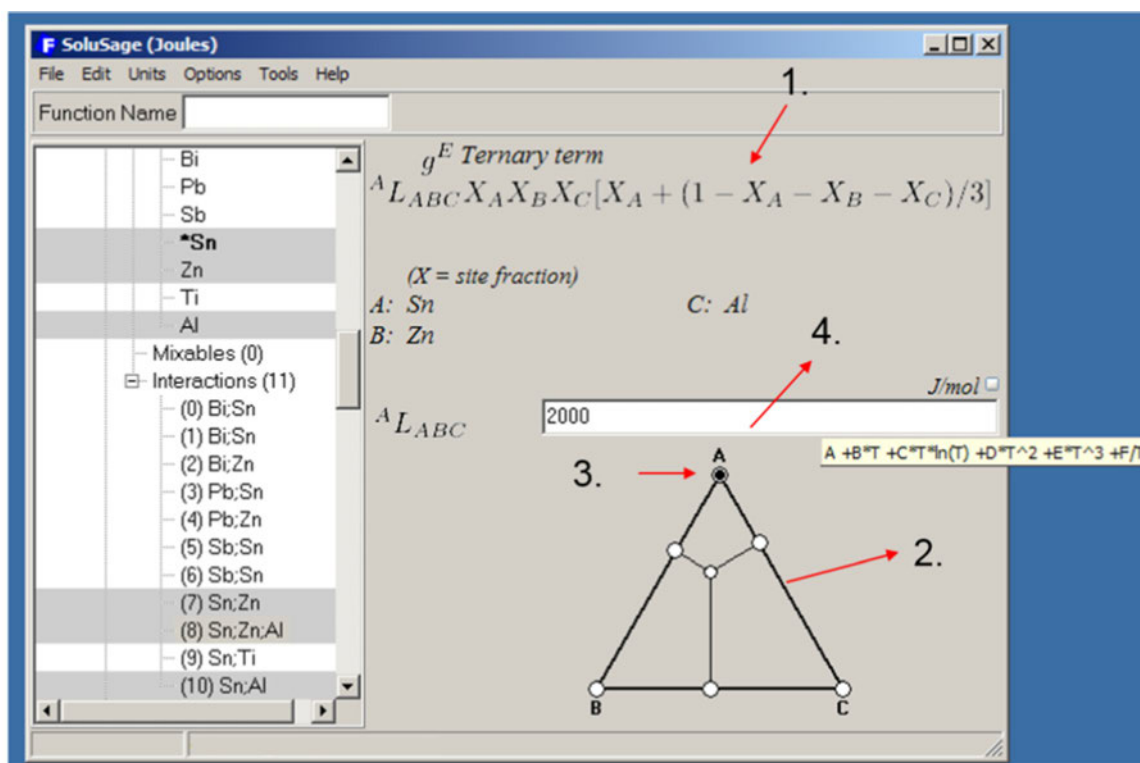 F SoluSage (Joules)
File Edit Units Options Tools Help
Function Name
1.
Bi
Pb
Sb
*Sn
Zn
Ti
Al
Mixables (0)
Interactions (11)
(0) Bi;Sn
(1) Bi;Sn
(2) Bi;Zn
(3) Pb;Sn
(4) Pb;Zn
(5) Sb;Sn
(6) Sb;Sn
(7) Sn;Zn
(8) Sn;Zn;Al
(9) Sn;Ti
(10) Sn;Al
g^E Ternary term
^A L_{ABC} X_A X_B X_C [X_A + (1 − X_A − X_B − X_C)/3]
(X = site fraction)
A: Sn C: Al
B: Zn
4.
J/mol
^A L_{ABC} 2000
A +B*T +C*T*ln(T) +D*T^2 +E*T^3 +F/T
A
3.
2.
B C